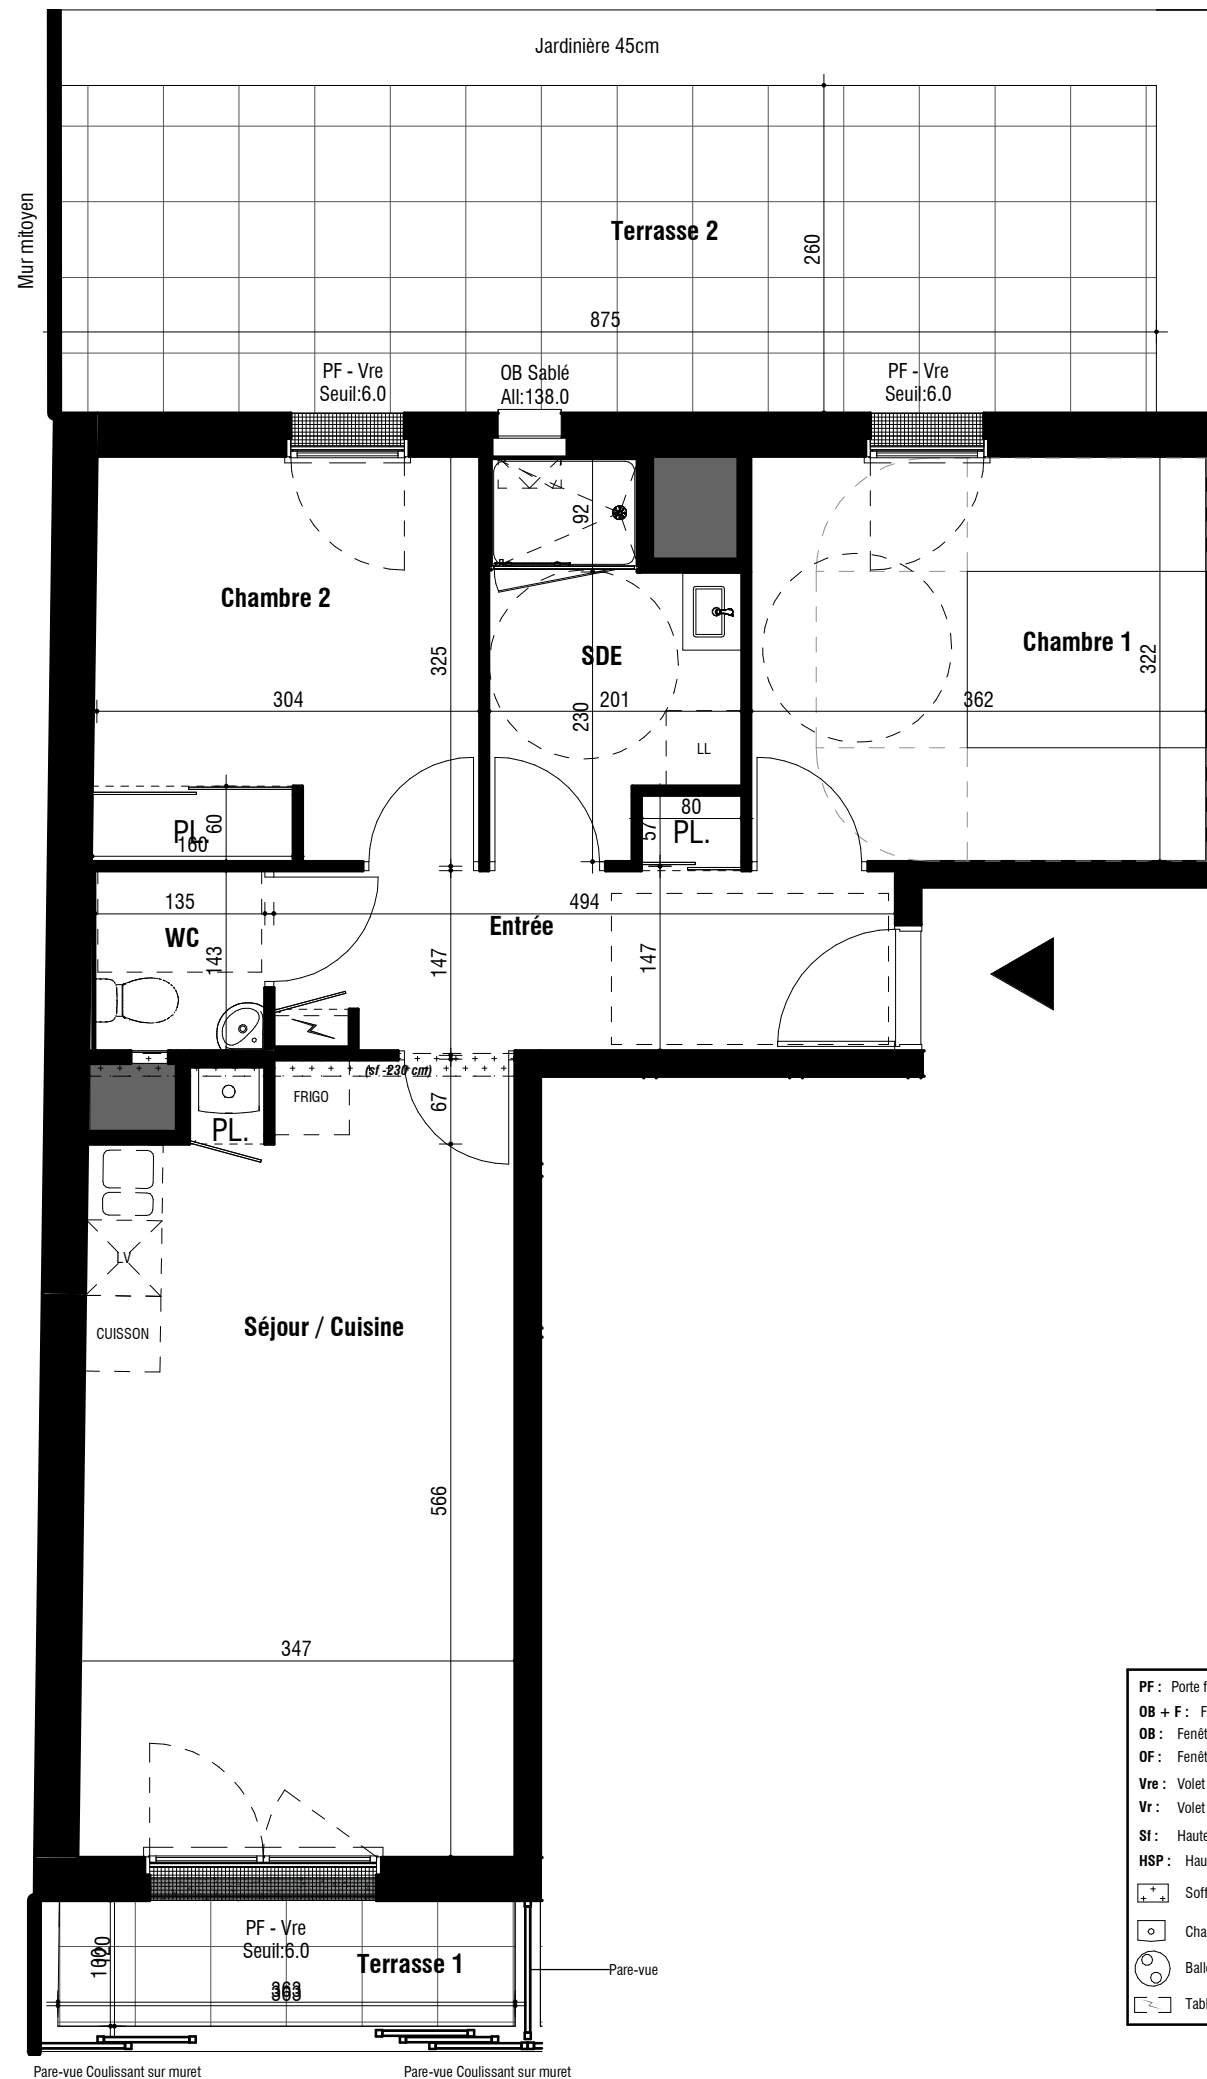 Jardinière 45cm
Mur mitoyen
Terrasse 2
260
875
PF - Vre
Seuil:6.0
OB Sablé
All:138.0
PF - Vre
Seuil:6.0
92
Chambre 2
325
SDE
Chambre 1
322
304
201
230
362
LL
PL.
60
160
80
57
PL.
135
494
WC
Entrée
143
147
147
(sf -230 cm)
FRIGO
67
PL.
LV
CUISSON
Séjour / Cuisine
566
347
PF - Vre
Seuil:6.0
Terrasse 1
363
Pare-vue
Pare-vue Coulissant sur muret
Pare-vue Coulissant sur muret
PF : Porte f
OB + F : F
OB : Fenêt
OF : Fenêt
Vre : Volet
Vr : Volet
Sf : Haute
HSP : Hau
Soff
Cha
Ball
Tabl